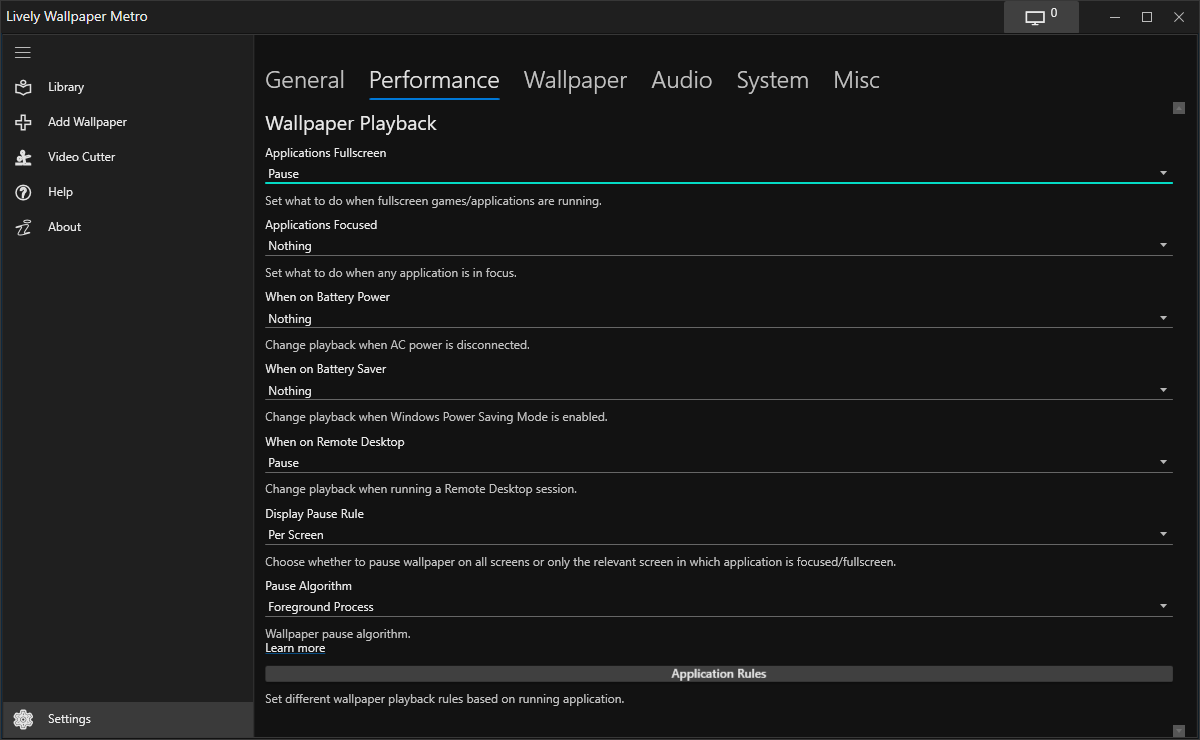 Lively Wallpaper Metro
0
Library
Add Wallpaper
Video Cutter
Help
About
Settings
General Performance Wallpaper Audio System Misc
Wallpaper Playback
Applications Fullscreen
Pause
Set what to do when fullscreen games/applications are running.
Applications Focused
Nothing
Set what to do when any application is in focus.
When on Battery Power
Nothing
Change playback when AC power is disconnected.
When on Battery Saver
Nothing
Change playback when Windows Power Saving Mode is enabled.
When on Remote Desktop
Pause
Change playback when running a Remote Desktop session.
Display Pause Rule
Per Screen
Choose whether to pause wallpaper on all screens or only the relevant screen in which application is focused/fullscreen.
Pause Algorithm
Foreground Process
Wallpaper pause algorithm.
Learn more
Application Rules
Set different wallpaper playback rules based on running application.